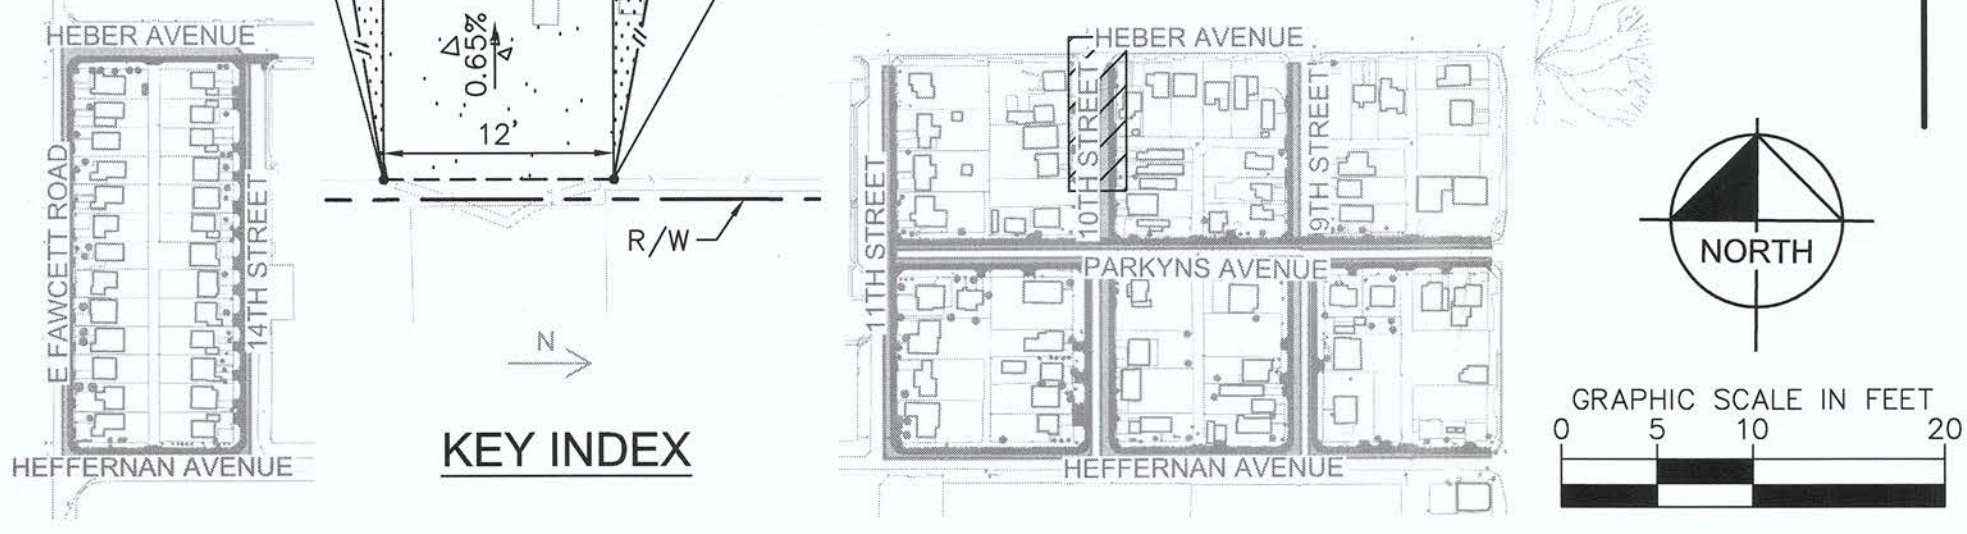 HEBER AVENUE
E FAWCETT ROAD
14TH STREET
HEFFERNAN AVENUE
0.65%
12'
R/W
N
KEY INDEX
HEBER AVENUE
11TH STREET
10TH STREET
9TH STREET
PARKYNS AVENUE
HEFFERNAN AVENUE
NORTH
GRAPHIC SCALE IN FEET
0 5 10 20